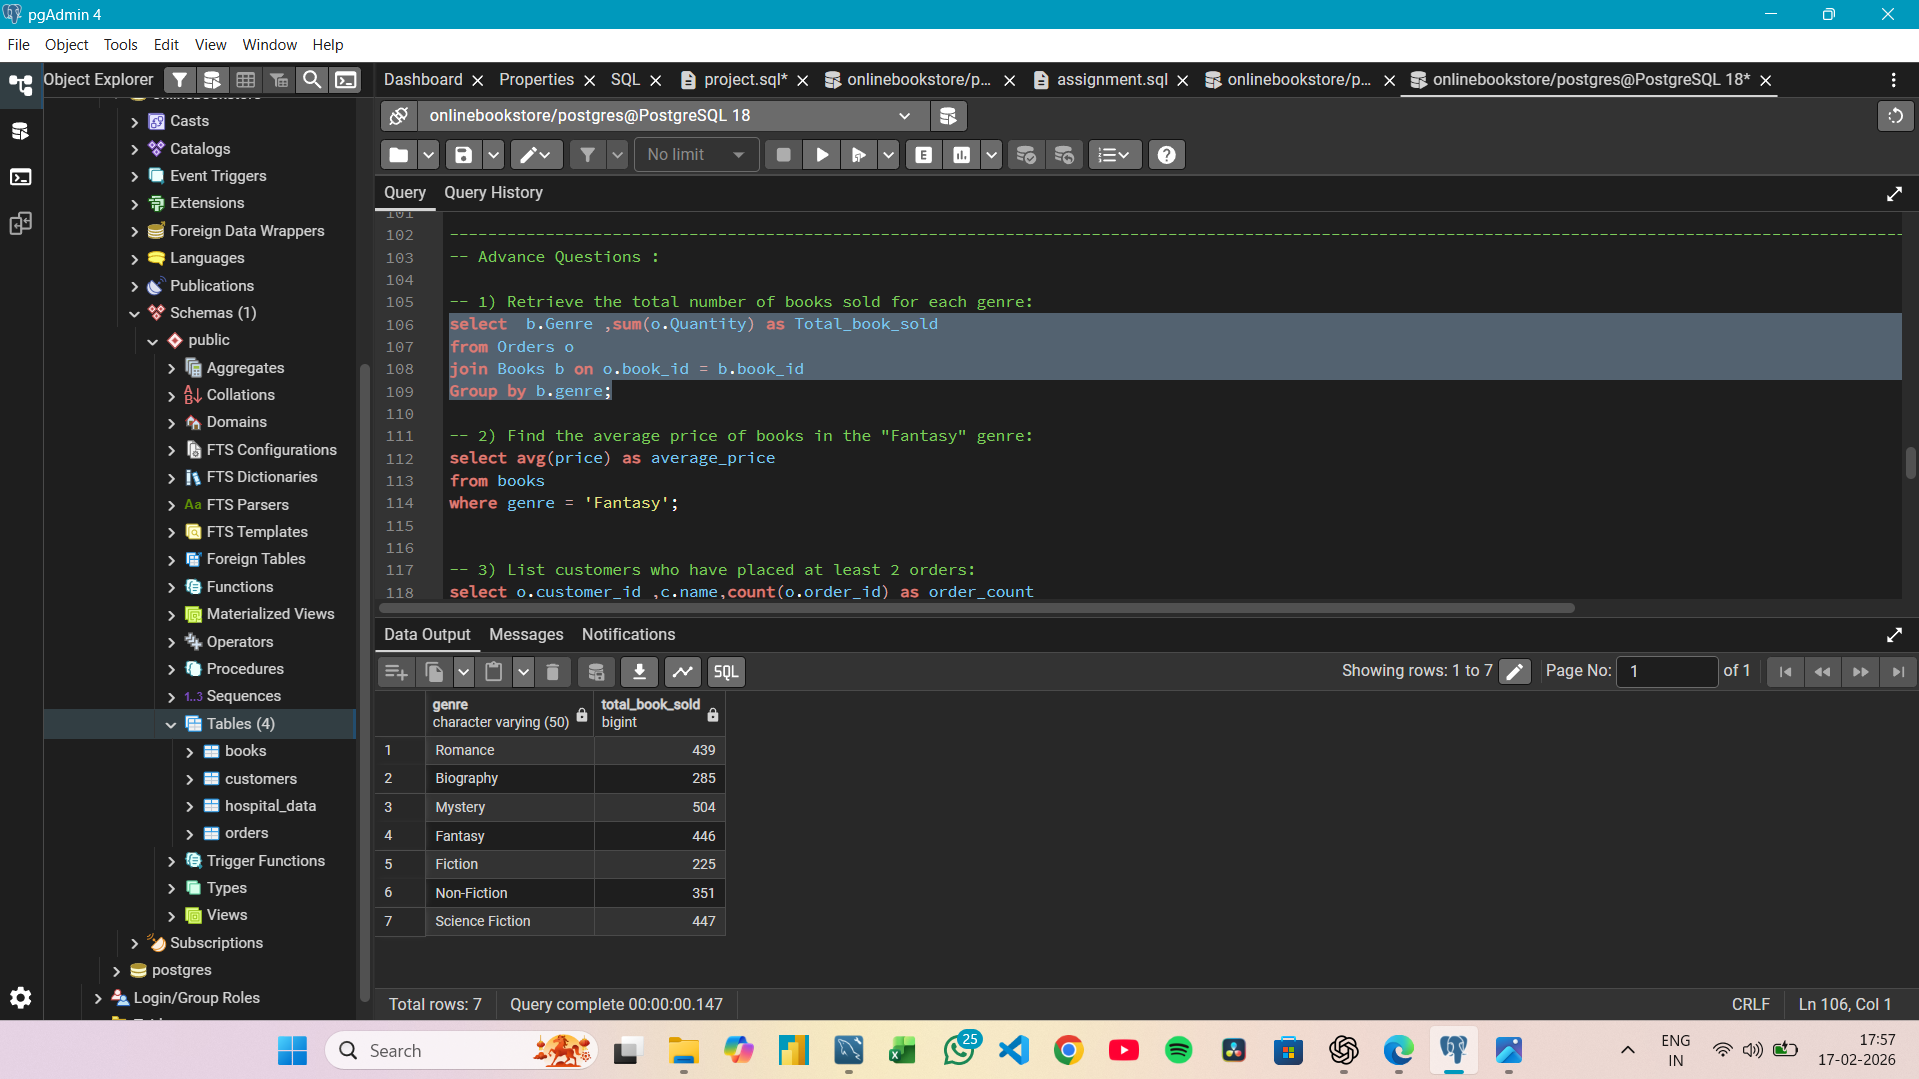 pgAdmin 4
File Object Tools Edit View Window Help
Object Explorer
Dashboard Properties SQL project.sql* onlinebookstore/p... assignment.sql onlinebookstore/p... onlinebookstore/postgres@PostgreSQL 18*
onlinebookstore/postgres@PostgreSQL 18
No limit
E
Query Query History
Casts
Catalogs
Event Triggers
Extensions
Foreign Data Wrappers
Languages
Publications
Schemas (1)
public
Aggregates
Collations
Domains
FTS Configurations
FTS Dictionaries
Aa FTS Parsers
FTS Templates
Foreign Tables
Functions
Materialized Views
Operators
Procedures
1..3 Sequences
Tables (4)
books
customers
hospital_data
orders
Trigger Functions
Types
Views
Subscriptions
postgres
Login/Group Roles
101
102 --------------------------------------------------------------------------------------------------------------------------------------------------------
103 -- Advance Questions :
104
105 -- 1) Retrieve the total number of books sold for each genre:
106 select  b.Genre ,sum(o.Quantity) as Total_book_sold
107 from Orders o
108 join Books b on o.book_id = b.book_id
109 Group by b.genre;
110
111 -- 2) Find the average price of books in the "Fantasy" genre:
112 select avg(price) as average_price
113 from books
114 where genre = 'Fantasy';
115
116
117 -- 3) List customers who have placed at least 2 orders:
118 select o.customer_id ,c.name,count(o.order_id) as order_count
Data Output Messages Notifications
SQL
Showing rows: 1 to 7 Page No: 1 of 1
genre total_book_sold
character varying (50) bigint
1 Romance 439
2 Biography 285
3 Mystery 504
4 Fantasy 446
5 Fiction 225
6 Non-Fiction 351
7 Science Fiction 447
Total rows: 7 Query complete 00:00:00.147 CRLF Ln 106, Col 1
Search
25
ENG
IN
17:57
17-02-2026